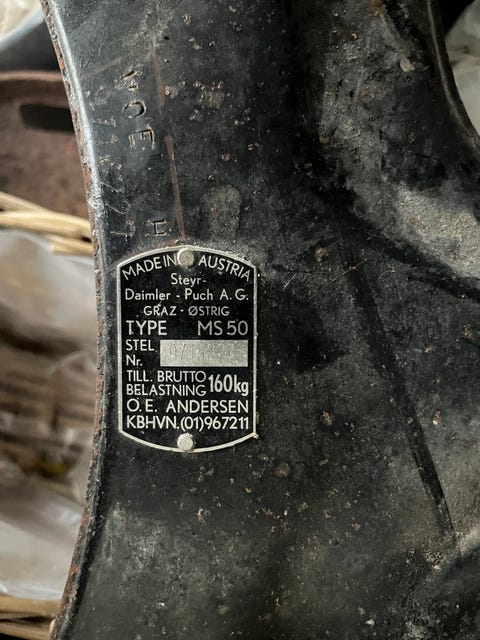 MADE IN AUSTRIA
Steyr-
Daimler - Puch A.G.
GRAZ - ØSTRIG
TYPE MS 50
STEL
Nr.
TILL. BRUTTO
BELASTNING 160kg
O.E. ANDERSEN
KBHVN.(01)967211